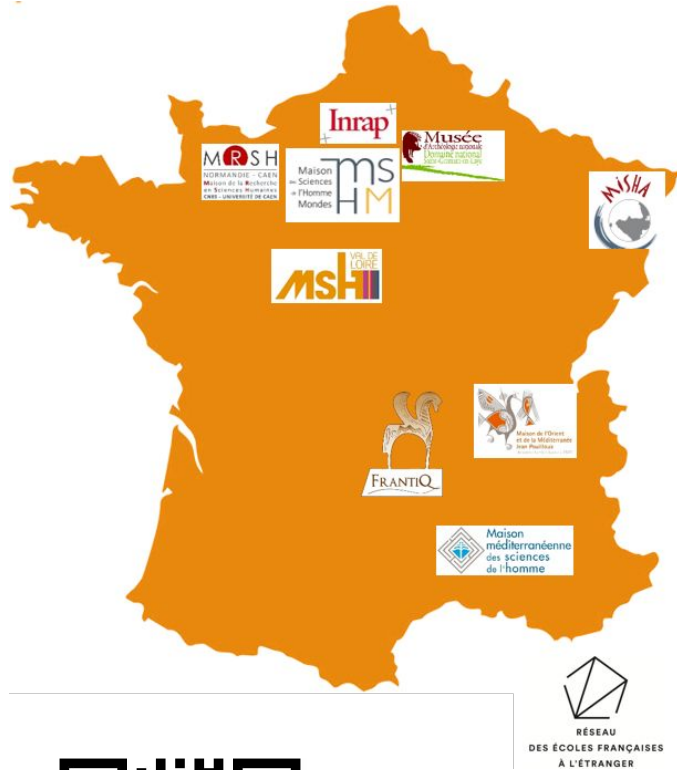 Inrap
Musée
d'Archéologie nationale
Domaine national
Saint-Germain-en-Laye
MRSH
NORMANDIE - CAEN
Maison de la Recherche
en Sciences Humaines
CNRS - UNIVERSITÉ DE CAEN
Maison
des Sciences
de l'Homme
Mondes
MSHM
MISHA
VAL DE
LOIRE
MSH
Maison de l'Orient
et de la Méditerranée
Jean Pouilloux
FRANTIQ
Maison
méditerranéenne
des sciences
de l'homme
RÉSEAU
DES ÉCOLES FRANÇAISES
À L'ÉTRANGER